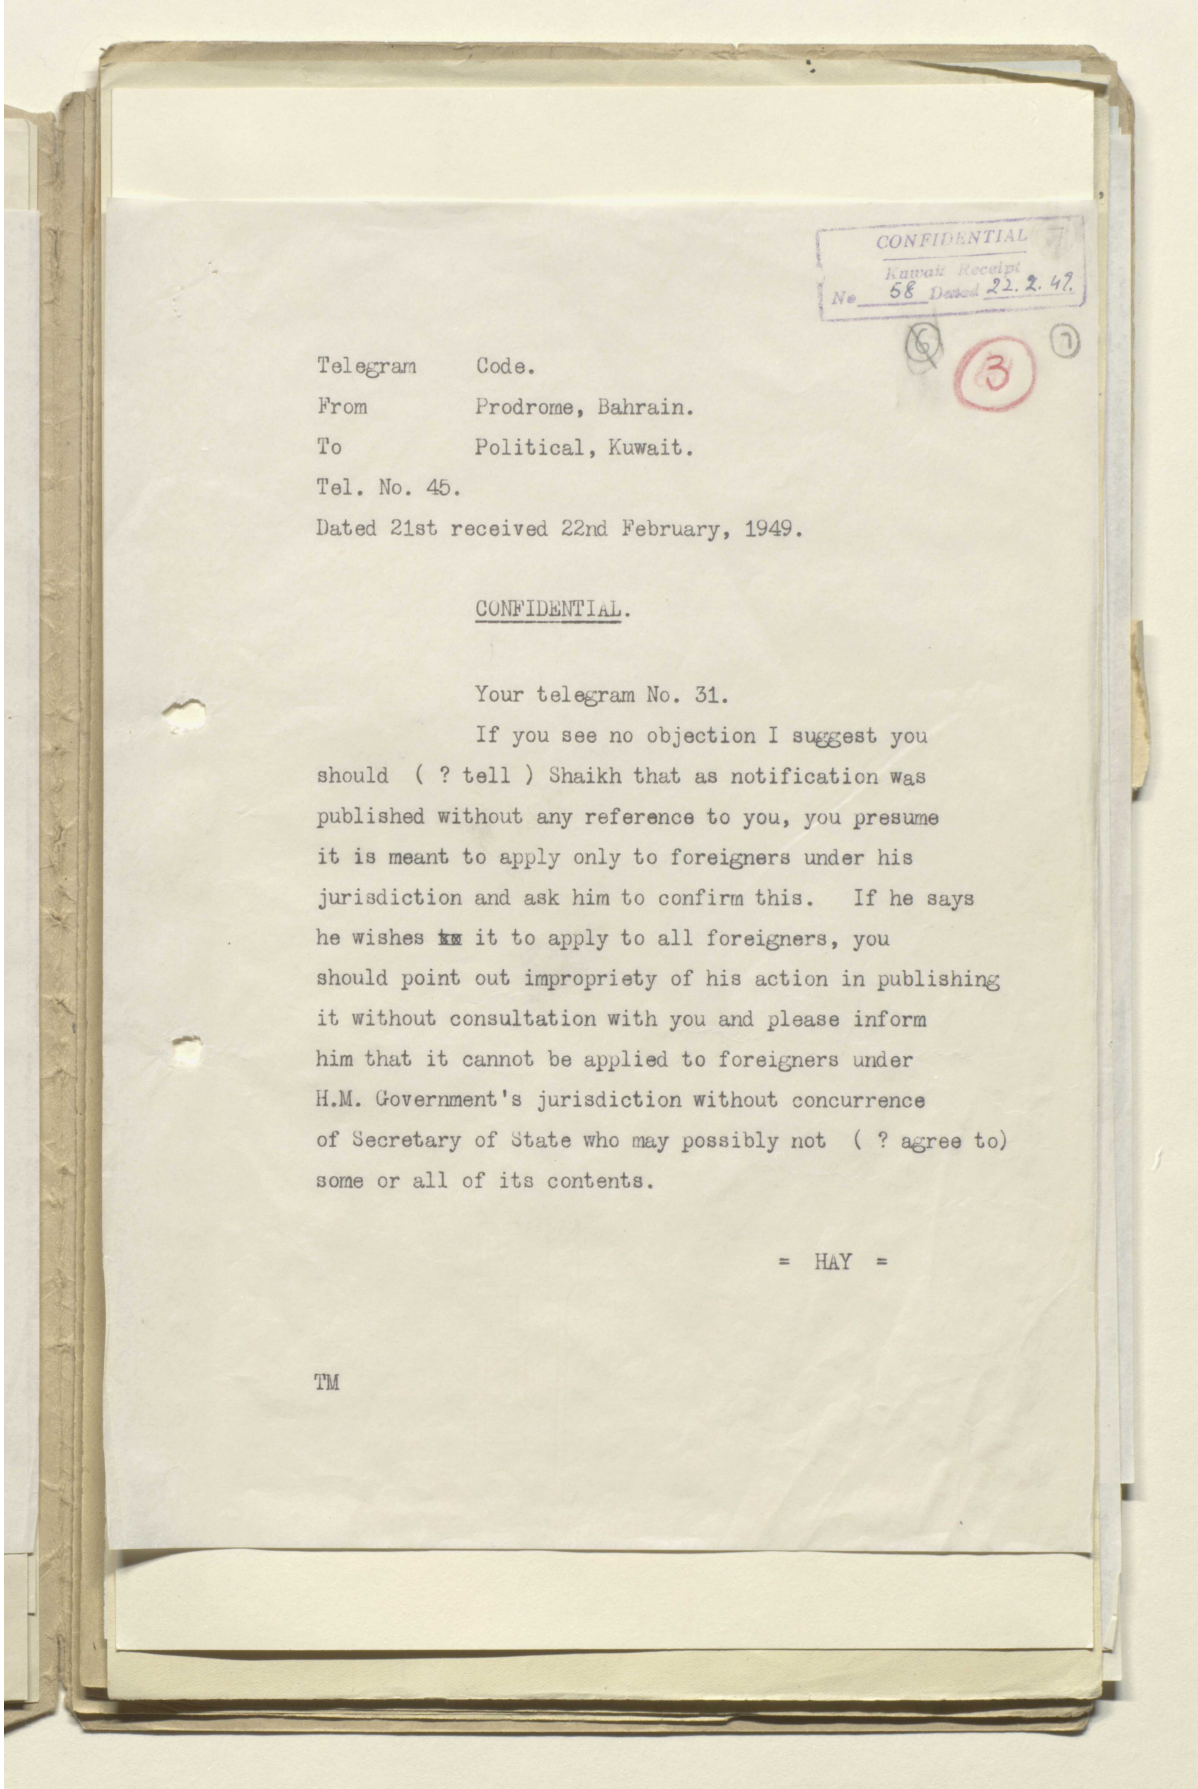 CONFIDENTIAL
Kuwait Receipt
No 58 Dated 22.2.49.
6
3
7
Telegram Code.
From Prodrome, Bahrain.
To Political, Kuwait.
Tel. No. 45.
Dated 21st received 22nd February, 1949.
CONFIDENTIAL.
Your telegram No. 31.
If you see no objection I suggest you
should ( ? tell ) Shaikh that as notification was
published without any reference to you, you presume
it is meant to apply only to foreigners under his
jurisdiction and ask him to confirm this. If he says
he wishes it to apply to all foreigners, you
should point out impropriety of his action in publishing
it without consultation with you and please inform
him that it cannot be applied to foreigners under
H.M. Government's jurisdiction without concurrence
of Secretary of State who may possibly not ( ? agree to)
some or all of its contents.
= HAY =
TM